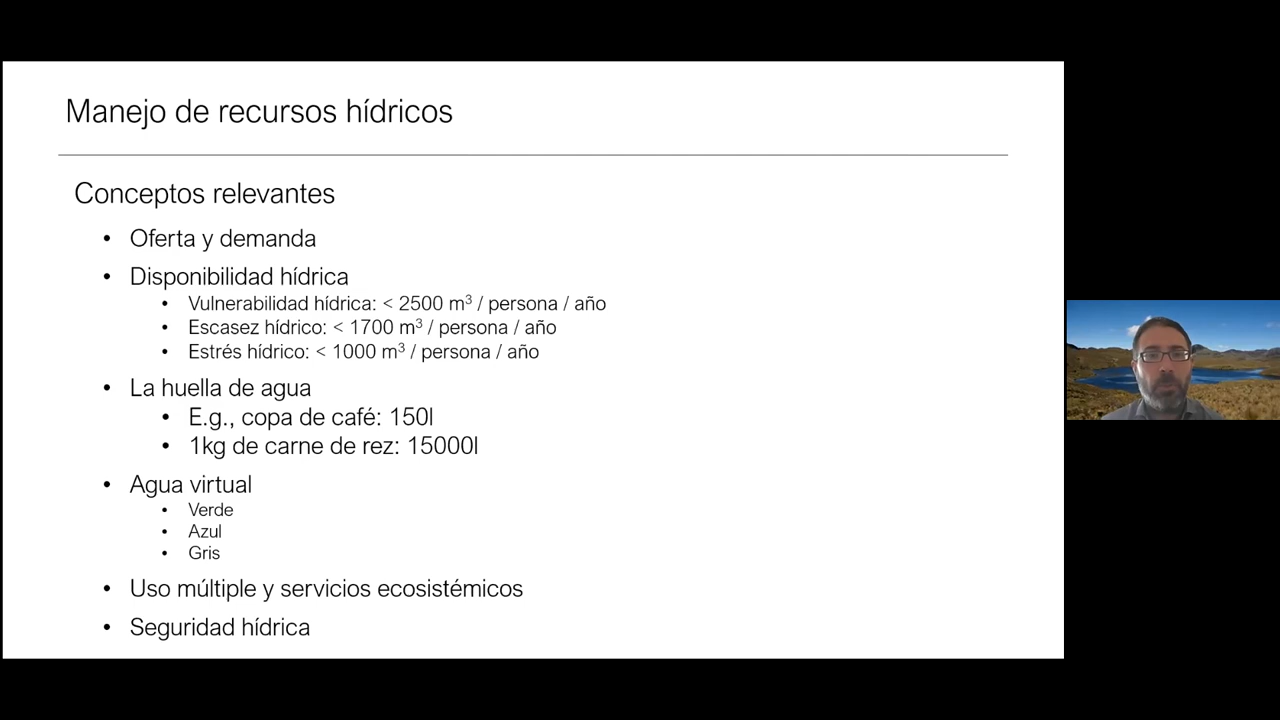 Manejo de recursos hídricos
Conceptos relevantes
• Oferta y demanda
• Disponibilidad hídrica
• Vulnerabilidad hídrica: < 2500 m³ / persona / año
• Escasez hídrico: < 1700 m³ / persona / año
• Estrés hídrico: < 1000 m³ / persona / año
• La huella de agua
• E.g., copa de café: 150l
• 1kg de carne de rez: 15000l
• Agua virtual
• Verde
• Azul
• Gris
• Uso múltiple y servicios ecosistémicos
• Seguridad hídrica